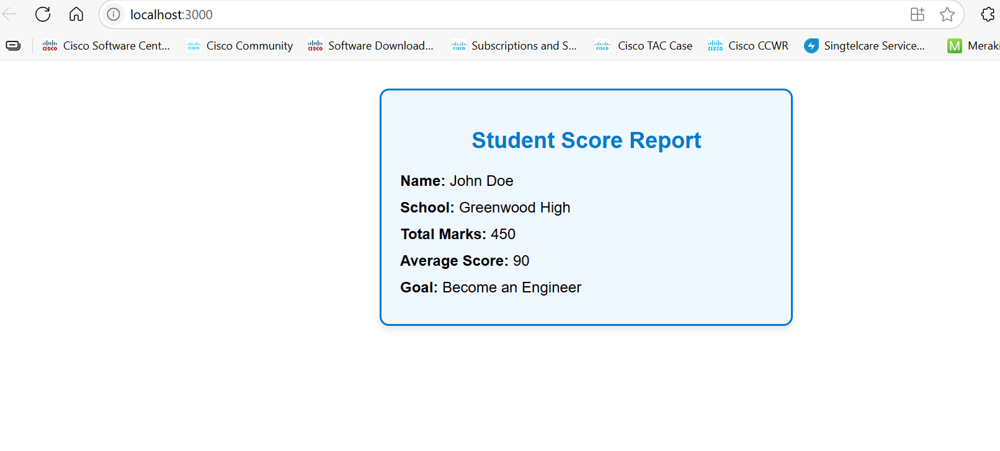 localhost:3000
Cisco Software Cent... Cisco Community Software Download... Subscriptions and S... Cisco TAC Case Cisco CCWR Singtelcare Service... Meraki
Student Score Report
Name: John Doe
School: Greenwood High
Total Marks: 450
Average Score: 90
Goal: Become an Engineer